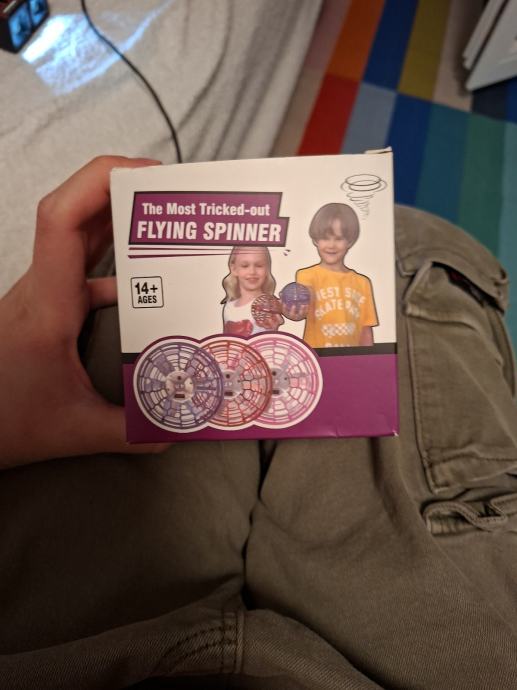 The Most Tricked-out
FLYING SPINNER
14+
AGES